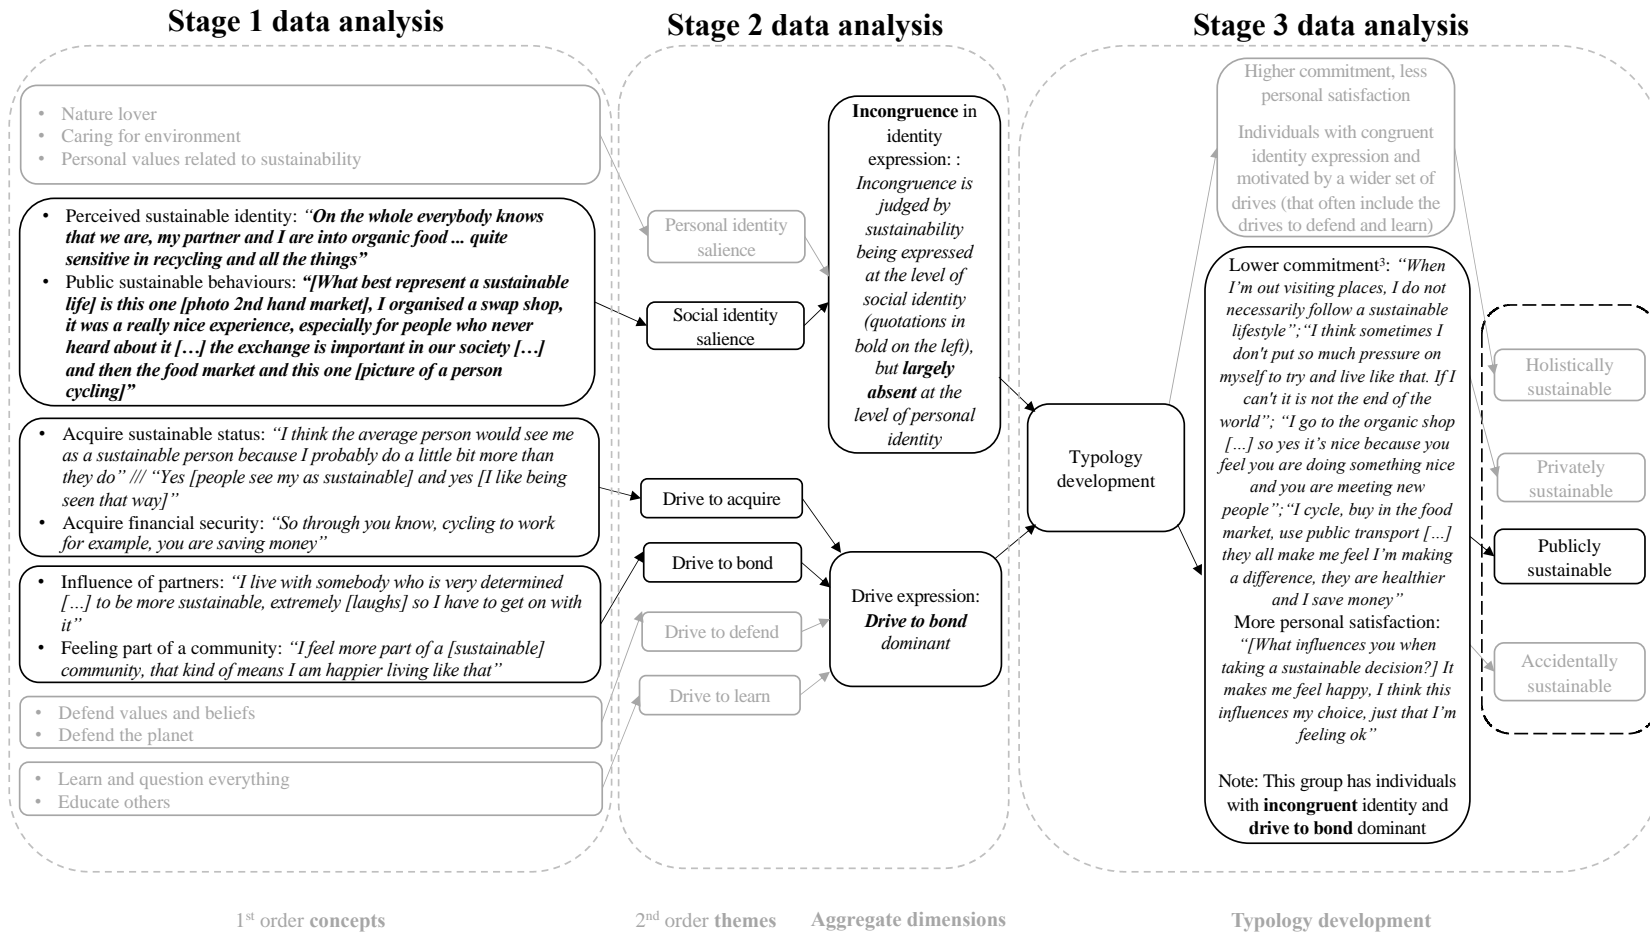 Stage 1 data analysis
Stage 2 data analysis
Stage 3 data analysis
• Nature lover
• Caring for environment
• Personal values related to sustainability
• Perceived sustainable identity: “On the whole everybody knows
that we are, my partner and I are into organic food ... quite
sensitive in recycling and all the things”
• Public sustainable behaviours: “[What best represent a sustainable
life] is this one [photo 2nd hand market], I organised a swap shop,
it was a really nice experience, especially for people who never
heard about it […] the exchange is important in our society […]
and then the food market and this one [picture of a person
cycling]”
• Acquire sustainable status: “I think the average person would see me
as a sustainable person because I probably do a little bit more than
they do” /// “Yes [people see my as sustainable] and yes [I like being
seen that way]”
• Acquire financial security: “So through you know, cycling to work
for example, you are saving money”
• Influence of partners: “I live with somebody who is very determined
[…] to be more sustainable, extremely [laughs] so I have to get on with
it”
• Feeling part of a community: “I feel more part of a [sustainable]
community, that kind of means I am happier living like that”
• Defend values and beliefs
• Defend the planet
• Learn and question everything
• Educate others
Personal identity
salience
Social identity
salience
Drive to acquire
Drive to bond
Drive to defend
Drive to learn
Incongruence in
identity
expression: :
Incongruence is
judged by
sustainability
being expressed
at the level of
social identity
(quotations in
bold on the left),
but largely
absent at the
level of personal
identity
Drive expression:
Drive to bond
dominant
Typology
development
Higher commitment, less
personal satisfaction
Individuals with congruent
identity expression and
motivated by a wider set of
drives (that often include the
drives to defend and learn)
Lower commitment³: “When
I’m out visiting places, I do not
necessarily follow a sustainable
lifestyle”;“I think sometimes I
don't put so much pressure on
myself to try and live like that. If I
can't it is not the end of the
world”; “I go to the organic shop
[…] so yes it’s nice because you
feel you are doing something nice
and you are meeting new
people”;“I cycle, buy in the food
market, use public transport […]
they all make me feel I’m making
a difference, they are healthier
and I save money”
More personal satisfaction:
“[What influences you when
taking a sustainable decision?] It
makes me feel happy, I think this
influences my choice, just that I’m
feeling ok”
Note: This group has individuals
with incongruent identity and
drive to bond dominant
Holistically
sustainable
Privately
sustainable
Publicly
sustainable
Accidentally
sustainable
1st order concepts
2nd order themes
Aggregate dimensions
Typology development